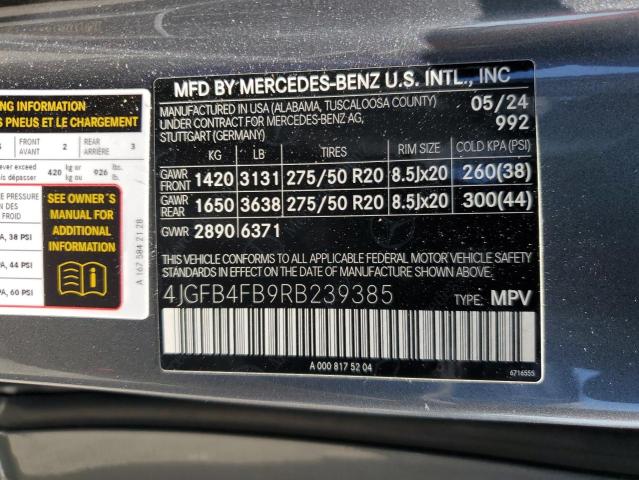 NG INFORMATION
S PNEUS ET LE CHARGEMENT
FRONT AVANT 2 REAR ARRIÈRE 3
ever exceed
dépasser 420 kg or kg ou 926 lbs. lb.
E PRESSURE
ON DES
FROID
A, 38 PSI
A, 44 PSI
A, 60 PSI
SEE OWNER'S
MANUAL FOR
ADDITIONAL
INFORMATION
A 167 584 21 28
MFD BY MERCEDES-BENZ U.S. INTL., INC
MANUFACTURED IN USA (ALABAMA, TUSCALOOSA COUNTY) 05/24
UNDER CONTRACT FOR MERCEDES-BENZ AG, 992
STUTTGART (GERMANY)
KG LB TIRES RIM SIZE COLD KPA (PSI)
GAWR FRONT 1420 3131 275/50 R20 8.5Jx20 260(38)
GAWR REAR 1650 3638 275/50 R20 8.5Jx20 300(44)
GVWR 2890 6371
THIS VEHICLE CONFORMS TO ALL APPLICABLE FEDERAL MOTOR VEHICLE SAFETY
STANDARDS IN EFFECT ON THE DATE OF MANUFACTURE SHOWN ABOVE.
4JGFB4FB9RB239385 TYPE: MPV
A 000 817 52 04
6716555